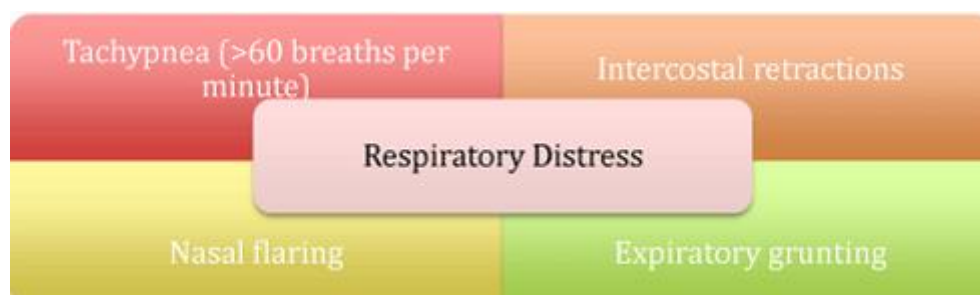 Tachypnea (>60 breaths per
minute)
Intercostal retractions
Respiratory Distress
Nasal flaring
Expiratory grunting